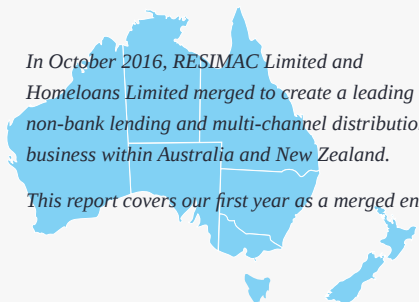 In October 2016, RESIMAC Limited and
Homeloans Limited merged to create a leading
non-bank lending and multi-channel distributio
business within Australia and New Zealand.
This report covers our first year as a merged en